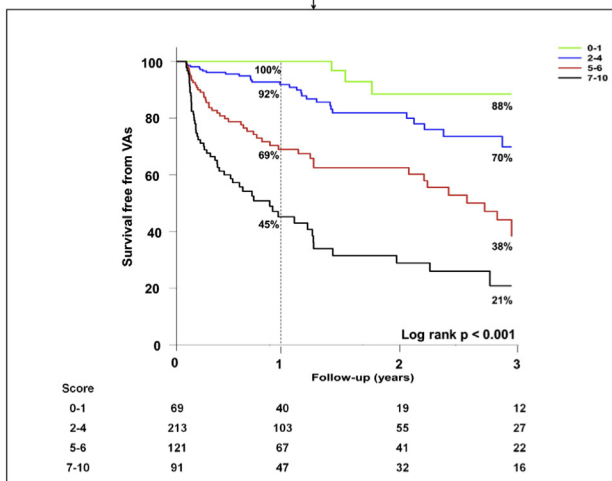 0-1
2-4
5-6
7-10
Survival free from VAs
100
80
60
40
20
0
100%
92%
69%
45%
88%
70%
38%
21%
Log rank p < 0.001
0 1 2 3
Follow-up (years)
Score
0-1 69 40 19 12
2-4 213 103 55 27
5-6 121 67 41 22
7-10 91 47 32 16